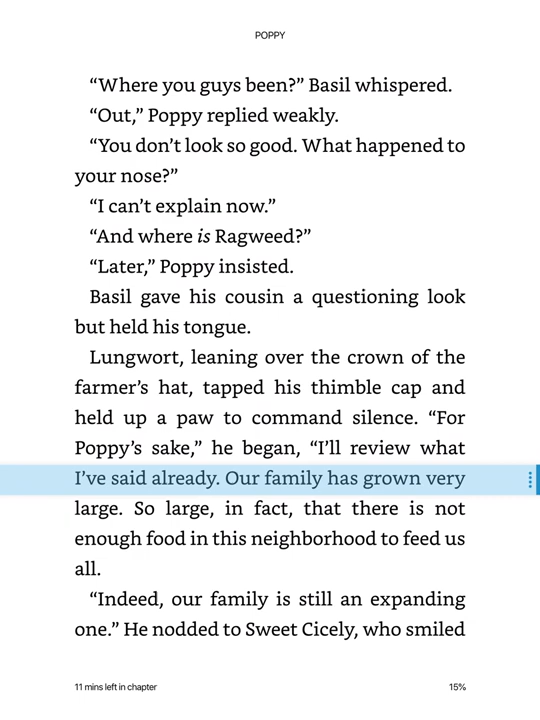 POPPY
“Where you guys been?” Basil whispered.
“Out,” Poppy replied weakly.
“You don’t look so good. What happened to
your nose?”
“I can’t explain now.”
“And where is Ragweed?”
“Later,” Poppy insisted.
Basil gave his cousin a questioning look
but held his tongue.
Lungwort, leaning over the crown of the
farmer’s hat, tapped his thimble cap and
held up a paw to command silence. “For
Poppy’s sake,” he began, “I’ll review what
I’ve said already. Our family has grown very
large. So large, in fact, that there is not
enough food in this neighborhood to feed us
all.
“Indeed, our family is still an expanding
one.” He nodded to Sweet Cicely, who smiled
11 mins left in chapter 15%